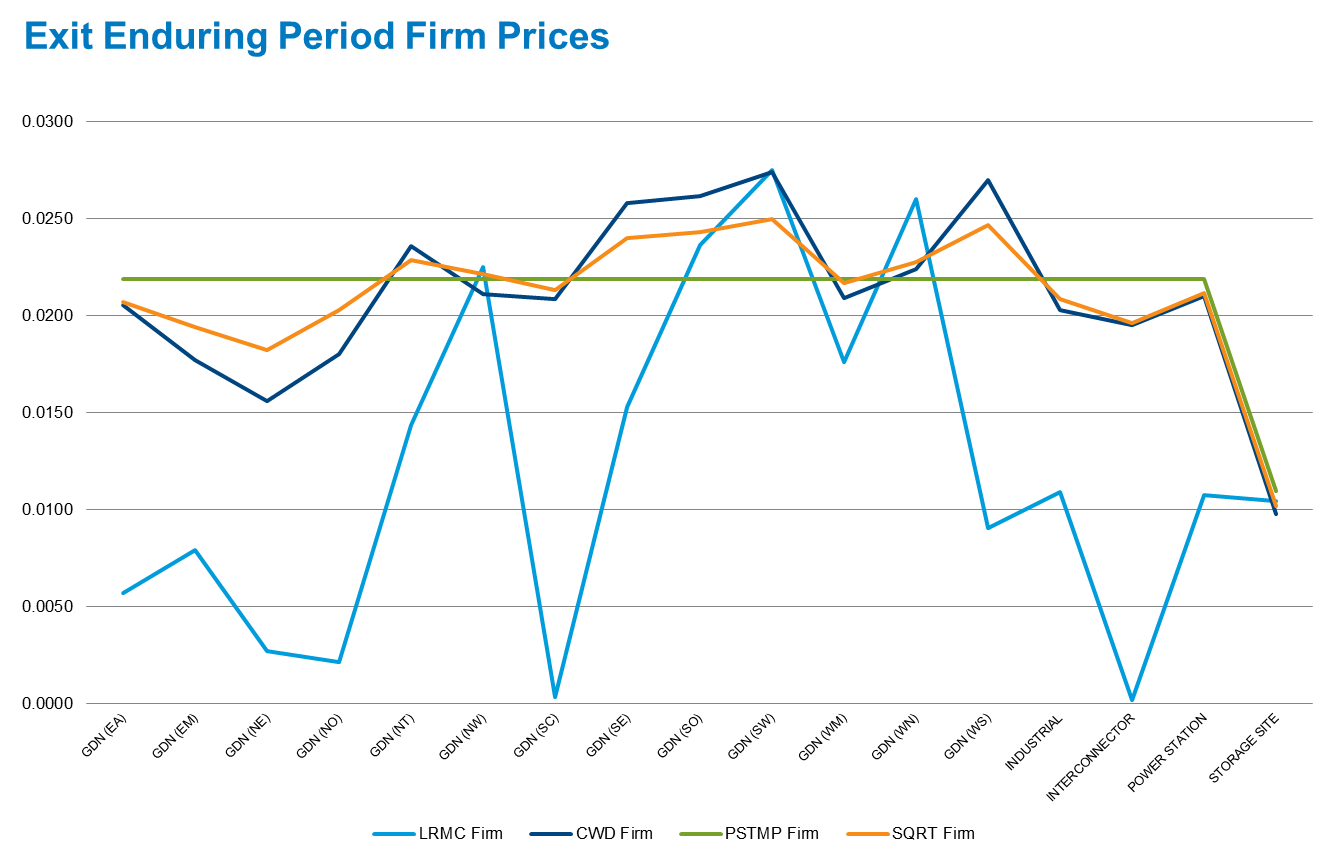 Exit Enduring Period Firm Prices
0.0300
0.0250
0.0200
0.0150
0.0100
0.0050
0.0000
GDN (EA)
GDN (EM)
GDN (NE)
GDN (NO)
GDN (NT)
GDN (NW)
GDN (SC)
GDN (SE)
GDN (SO)
GDN (SW)
GDN (WM)
GDN (WN)
GDN (WS)
INDUSTRIAL
INTERCONNECTOR
POWER STATION
STORAGE SITE
LRMC Firm
CWD Firm
PSTMP Firm
SQRT Firm